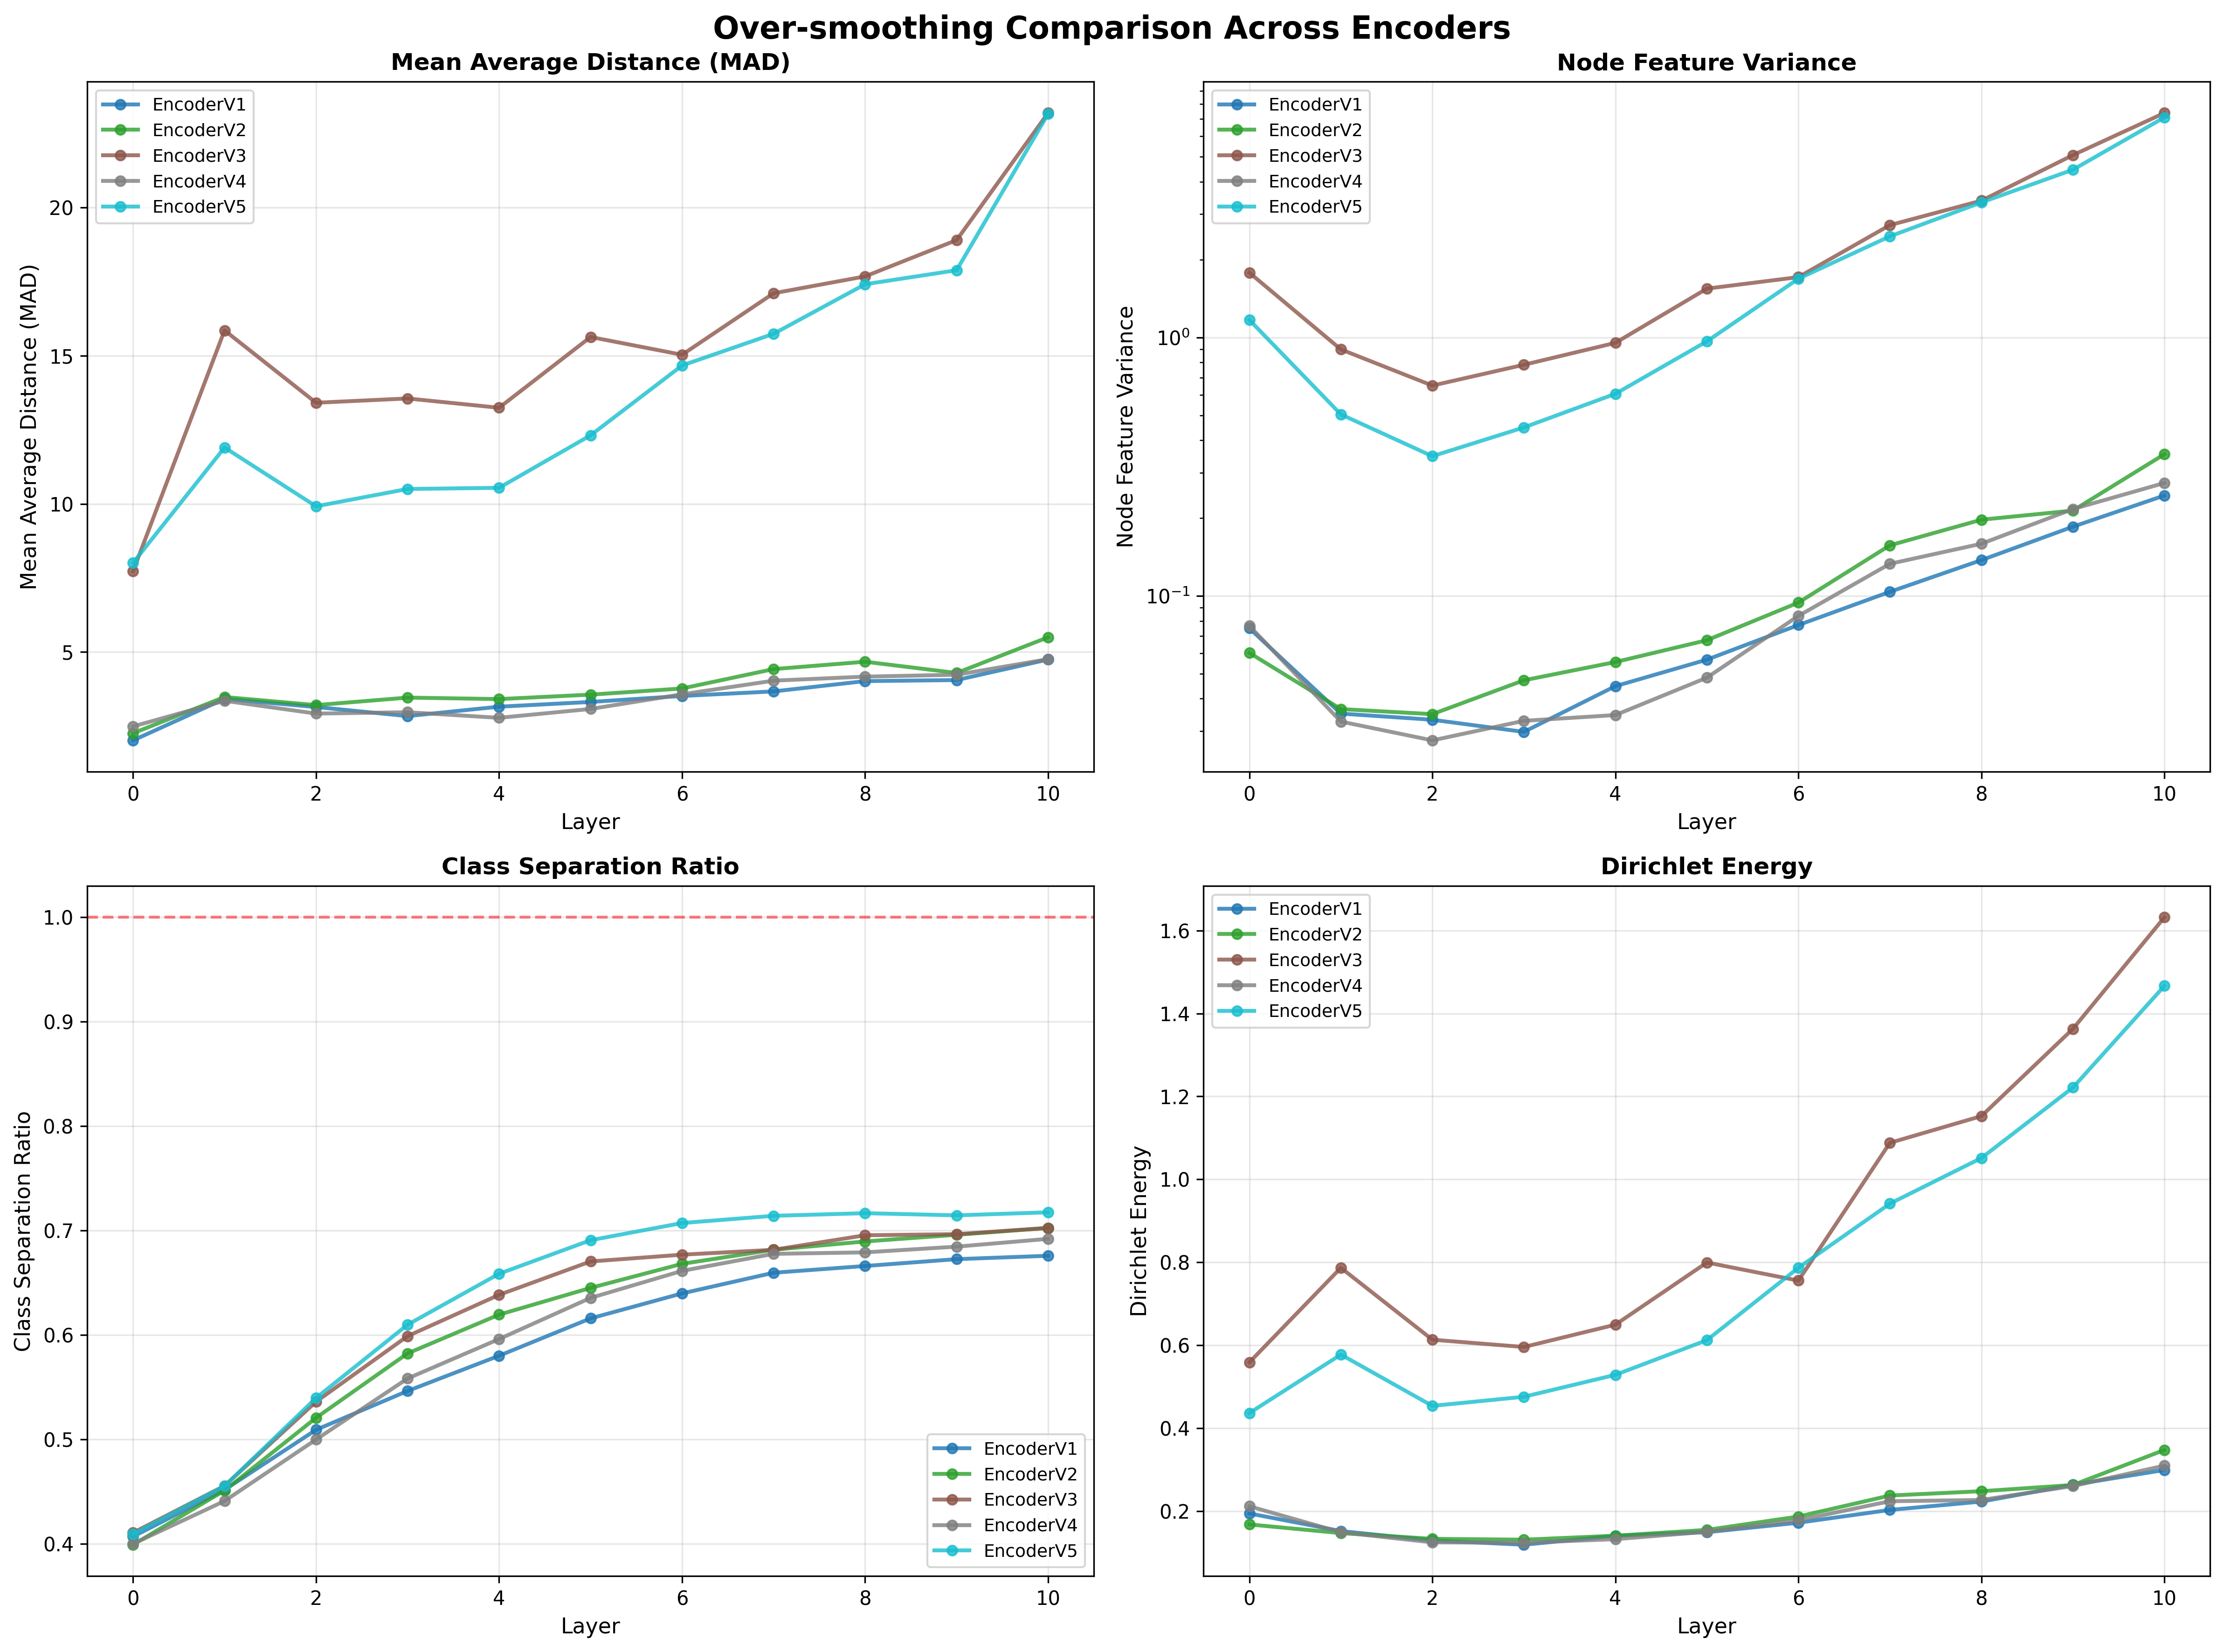 Over-smoothing Comparison Across Encoders
Mean Average Distance (MAD)
EncoderV1
EncoderV2
EncoderV3
EncoderV4
EncoderV5
Mean Average Distance (MAD)
20
15
10
5
0 2 4 6 8 10
Layer
Node Feature Variance
EncoderV1
EncoderV2
EncoderV3
EncoderV4
EncoderV5
Node Feature Variance
10⁰
10⁻¹
0 2 4 6 8 10
Layer
Class Separation Ratio
Class Separation Ratio
1.0
0.9
0.8
0.7
0.6
0.5
0.4
EncoderV1
EncoderV2
EncoderV3
EncoderV4
EncoderV5
0 2 4 6 8 10
Layer
Dirichlet Energy
EncoderV1
EncoderV2
EncoderV3
EncoderV4
EncoderV5
Dirichlet Energy
1.6
1.4
1.2
1.0
0.8
0.6
0.4
0.2
0 2 4 6 8 10
Layer